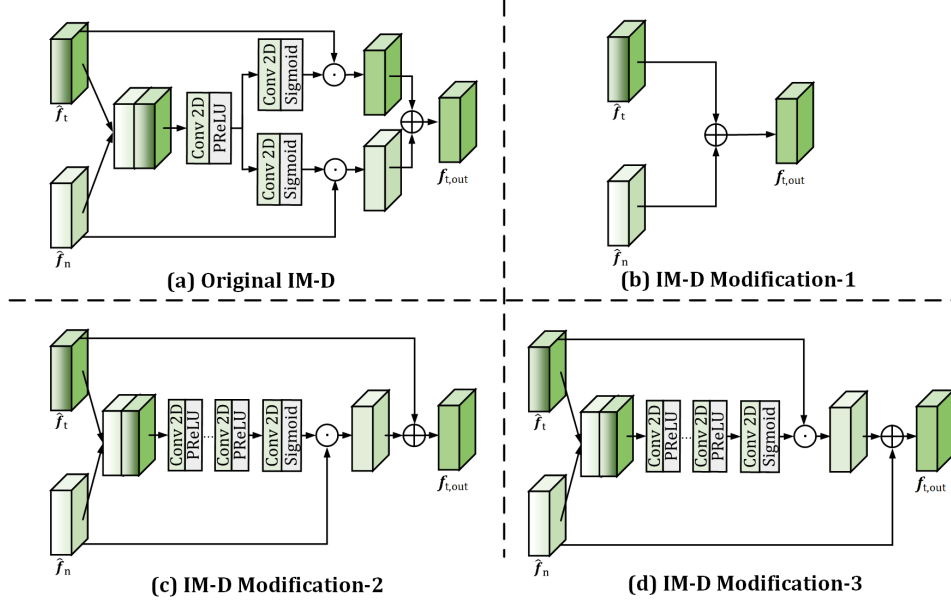 f̂t
Conv 2D
PReLU
Conv 2D
Sigmoid
Conv 2D
Sigmoid
f̂n
ft,out
(a) Original IM-D
f̂t
f̂n
ft,out
(b) IM-D Modification-1
f̂t
Conv 2D
PReLU
...
Conv 2D
PReLU
Conv 2D
Sigmoid
f̂n
ft,out
(c) IM-D Modification-2
f̂t
Conv 2D
PReLU
...
Conv 2D
PReLU
Conv 2D
Sigmoid
f̂n
ft,out
(d) IM-D Modification-3